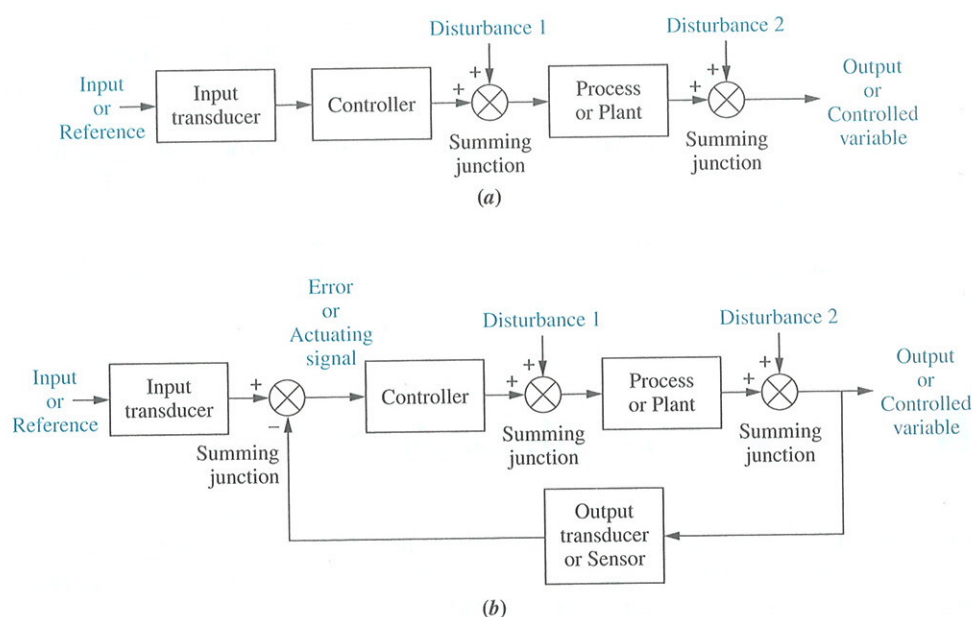 Disturbance 1
Disturbance 2
Input
or
Reference
Input
transducer
Controller
+
+
Summing
junction
Process
or Plant
+
+
Summing
junction
Output
or
Controlled
variable
(a)
Error
or
Actuating
signal
Disturbance 1
Disturbance 2
Input
or
Reference
Input
transducer
+
−
Summing
junction
Controller
+
+
Summing
junction
Process
or Plant
+
+
Summing
junction
Output
or
Controlled
variable
Output
transducer
or Sensor
(b)